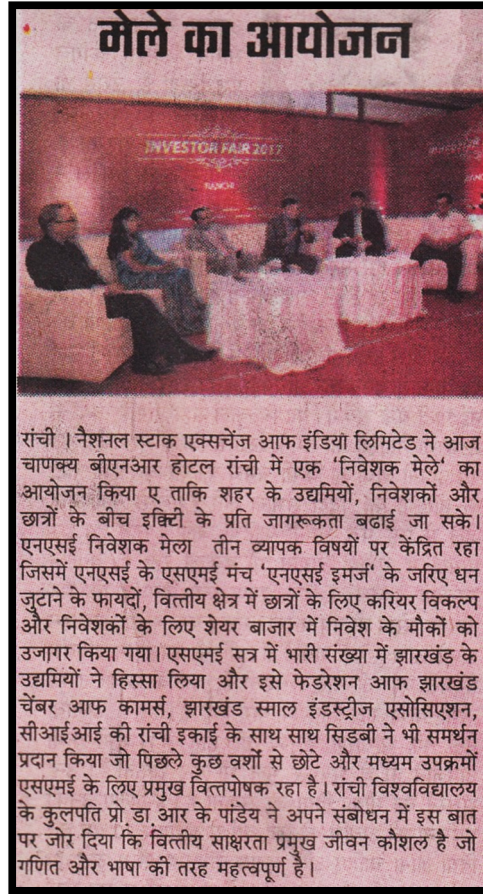 मेले का आयोजन
INVESTOR FAIR 2017
RANCHI
INVESTOR
रांची । नैशनल स्टाक एक्सचेंज आफ इंडिया लिमिटेड ने आज
चाणक्य बीएनआर होटल रांची में एक 'निवेशक मेले' का
आयोजन किया ए ताकि शहर के उद्यमियों, निवेशकों और
छात्रों के बीच इक्विटी के प्रति जागरूकता बढाई जा सके।
एनएसई निवेशक मेला तीन व्यापक विषयों पर केंद्रित रहा
जिसमें एनएसई के एसएमई मंच 'एनएसई इमर्ज' के जरिए धन
जुटाने के फायदों, वित्तीय क्षेत्र में छात्रों के लिए करियर विकल्प
और निवेशकों के लिए शेयर बाजार में निवेश के मौकों को
उजागर किया गया। एसएमई सत्र में भारी संख्या में झारखंड के
उद्यमियों ने हिस्सा लिया और इसे फेडरेशन आफ झारखंड
चेंबर आफ कामर्स, झारखंड स्माल इंडस्ट्रीज एसोसिएशन,
सीआईआई की रांची इकाई के साथ साथ सिडबी ने भी समर्थन
प्रदान किया जो पिछले कुछ वशों से छोटे और मध्यम उपक्रमों
एसएमई के लिए प्रमुख वित्तपोषक रहा है। रांची विश्वविद्यालय
के कुलपति प्रो.डा.आर के पांडेय ने अपने संबोधन में इस बात
पर जोर दिया कि वित्तीय साक्षरता प्रमुख जीवन कौशल है जो
गणित और भाषा की तरह महत्वपूर्ण है।